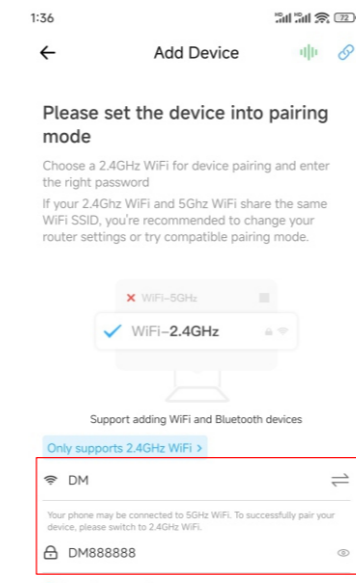 1:36
72
Add Device
Please set the device into pairing
mode
Choose a 2.4GHz WiFi for device pairing and enter
the right password
If your 2.4Ghz WiFi and 5Ghz WiFi share the same
WiFi SSID, you're recommended to change your
router settings or try compatible pairing mode.
WiFi-5GHz
WiFi-2.4GHz
Support adding WiFi and Bluetooth devices
Only supports 2.4GHz WiFi >
DM
Your phone may be connected to 5GHz WiFi. To successfully pair your
device, please switch to 2.4GHz WiFi.
DM888888